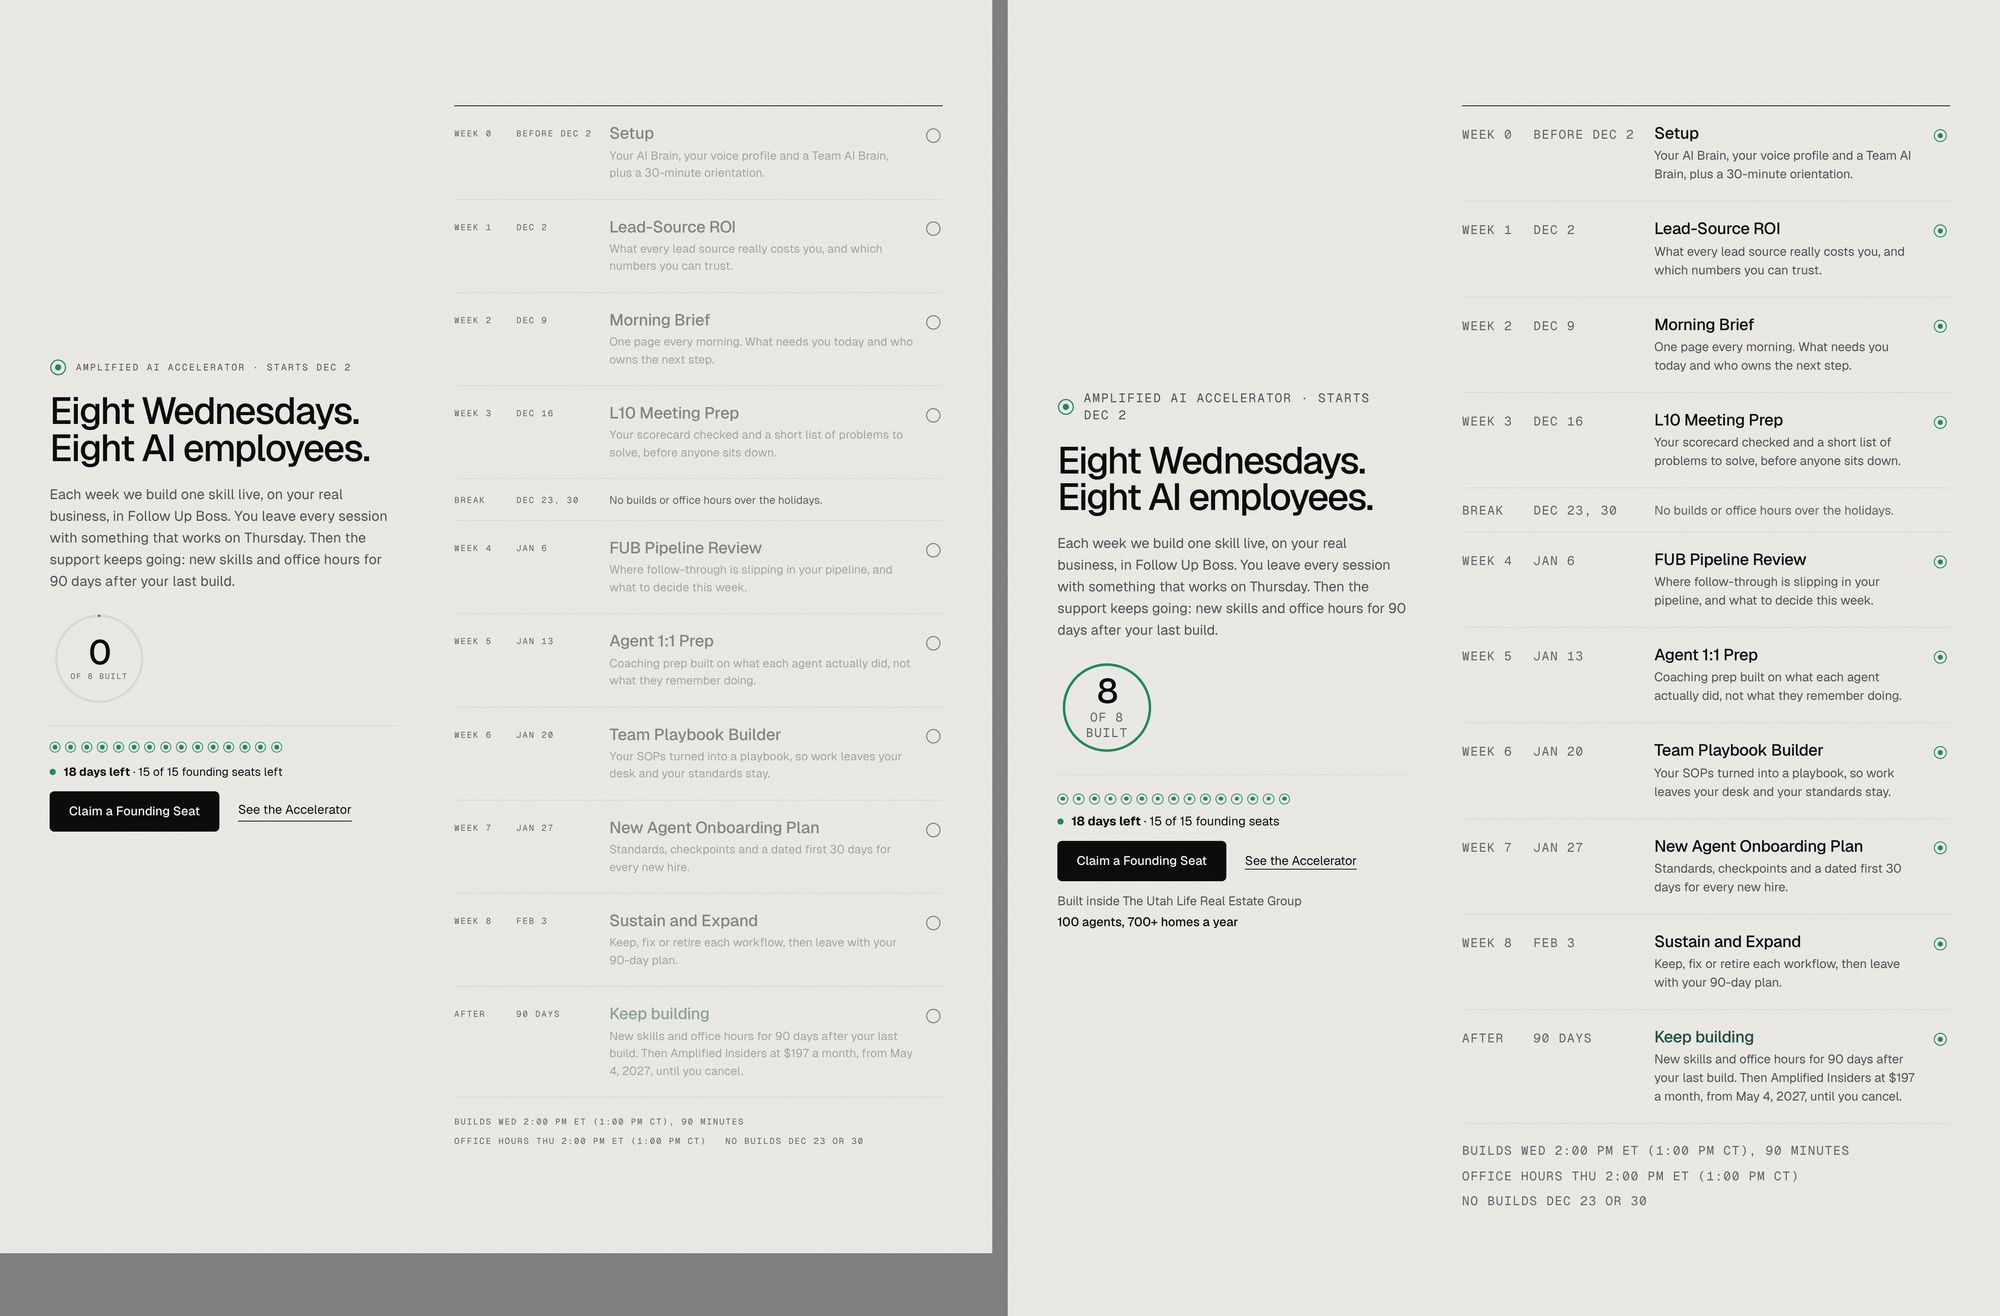 AMPLIFIED AI ACCELERATOR · STARTS DEC 2
Eight Wednesdays.
Eight AI employees.
Each week we build one skill live, on your real
business, in Follow Up Boss. You leave every session
with something that works on Thursday. Then the
support keeps going: new skills and office hours for
90 days after your last build.
0
OF 8 BUILT
18 days left · 15 of 15 founding seats left
Claim a Founding Seat
See the Accelerator
WEEK 0 BEFORE DEC 2 Setup
Your AI Brain, your voice profile and a Team AI Brain,
plus a 30-minute orientation.
WEEK 1 DEC 2 Lead-Source ROI
What every lead source really costs you, and which
numbers you can trust.
WEEK 2 DEC 9 Morning Brief
One page every morning. What needs you today and who
owns the next step.
WEEK 3 DEC 16 L10 Meeting Prep
Your scorecard checked and a short list of problems to
solve, before anyone sits down.
BREAK DEC 23, 30 No builds or office hours over the holidays.
WEEK 4 JAN 6 FUB Pipeline Review
Where follow-through is slipping in your pipeline, and
what to decide this week.
WEEK 5 JAN 13 Agent 1:1 Prep
Coaching prep built on what each agent actually did, not
what they remember doing.
WEEK 6 JAN 20 Team Playbook Builder
Your SOPs turned into a playbook, so work leaves your
desk and your standards stay.
WEEK 7 JAN 27 New Agent Onboarding Plan
Standards, checkpoints and a dated first 30 days for
every new hire.
WEEK 8 FEB 3 Sustain and Expand
Keep, fix or retire each workflow, then leave with your
90-day plan.
AFTER 90 DAYS Keep building
New skills and office hours for 90 days after your last
build. Then Amplified Insiders at $197 a month, from May
4, 2027, until you cancel.
BUILDS WED 2:00 PM ET (1:00 PM CT), 90 MINUTES
OFFICE HOURS THU 2:00 PM ET (1:00 PM CT) NO BUILDS DEC 23 OR 30
AMPLIFIED AI ACCELERATOR · STARTS
DEC 2
Eight Wednesdays.
Eight AI employees.
Each week we build one skill live, on your real
business, in Follow Up Boss. You leave every session
with something that works on Thursday. Then the
support keeps going: new skills and office hours for 90
days after your last build.
8
OF 8
BUILT
18 days left · 15 of 15 founding seats
Claim a Founding Seat
See the Accelerator
Built inside The Utah Life Real Estate Group
100 agents, 700+ homes a year
WEEK 0 BEFORE DEC 2 Setup
Your AI Brain, your voice profile and a Team AI
Brain, plus a 30-minute orientation.
WEEK 1 DEC 2 Lead-Source ROI
What every lead source really costs you, and
which numbers you can trust.
WEEK 2 DEC 9 Morning Brief
One page every morning. What needs you
today and who owns the next step.
WEEK 3 DEC 16 L10 Meeting Prep
Your scorecard checked and a short list of
problems to solve, before anyone sits down.
BREAK DEC 23, 30 No builds or office hours over the holidays.
WEEK 4 JAN 6 FUB Pipeline Review
Where follow-through is slipping in your
pipeline, and what to decide this week.
WEEK 5 JAN 13 Agent 1:1 Prep
Coaching prep built on what each agent
actually did, not what they remember doing.
WEEK 6 JAN 20 Team Playbook Builder
Your SOPs turned into a playbook, so work
leaves your desk and your standards stay.
WEEK 7 JAN 27 New Agent Onboarding Plan
Standards, checkpoints and a dated first 30
days for every new hire.
WEEK 8 FEB 3 Sustain and Expand
Keep, fix or retire each workflow, then leave
with your 90-day plan.
AFTER 90 DAYS Keep building
New skills and office hours for 90 days after
your last build. Then Amplified Insiders at $197
a month, from May 4, 2027, until you cancel.
BUILDS WED 2:00 PM ET (1:00 PM CT), 90 MINUTES
OFFICE HOURS THU 2:00 PM ET (1:00 PM CT)
NO BUILDS DEC 23 OR 30